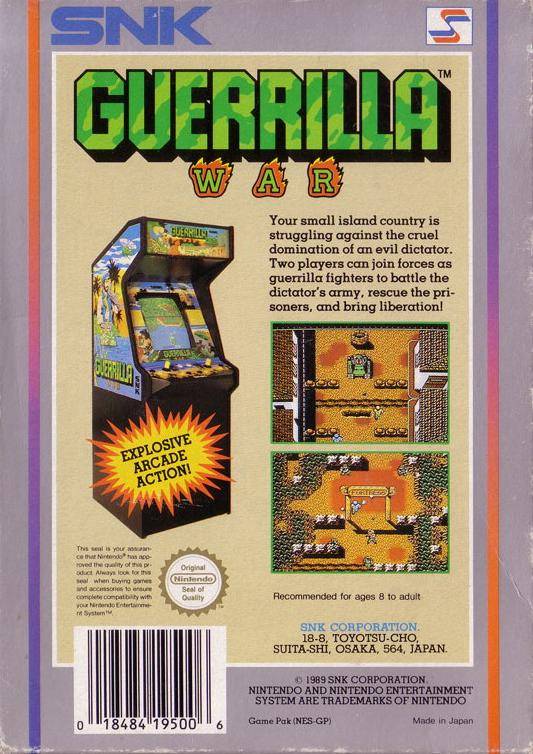 SNK
GUERRILLA™
WAR
Your small island country is
struggling against the cruel
domination of an evil dictator.
Two players can join forces as
guerrilla fighters to battle the
dictator's army, rescue the pri-
soners, and bring liberation!
GUERRILLA
GUERRILLA
GUERRILLA
SNK
EXPLOSIVE
ARCADE
ACTION!
FORTRESS
This seal is your assuran-
ce that Nintendo® has app-
roved the quality of this pr-
oduct. Always look for this
seal when buying games
and accessories to ensure
complete compatibility with
your Nintendo Entertainme-
nt System™.
Original
Nintendo
Seal of
Quality
Recommended for ages 8 to adult
SNK CORPORATION.
18-8, TOYOTSU-CHO,
SUITA-SHI, OSAKA, 564, JAPAN.
© 1989 SNK CORPORATION.
NINTENDO AND NINTENDO ENTERTAINMENT
SYSTEM ARE TRADEMARKS OF NINTENDO
Game Pak (NES-GP)
Made in Japan
0 18484 19500 6